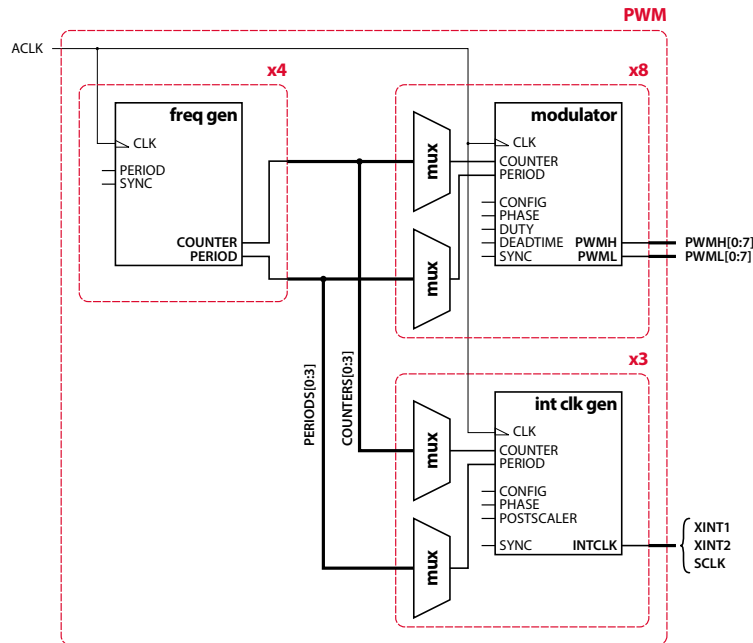 PWM
ACLK
x4
x8
freq gen
CLK
PERIOD
SYNC
COUNTER
PERIOD
mux
mux
modulator
CLK
COUNTER
PERIOD
CONFIG
PHASE
DUTY
DEADTIME
SYNC
PWMH
PWML
PWMH[0:7]
PWML[0:7]
PERIODS[0:3]
COUNTERS[0:3]
x3
mux
mux
int clk gen
CLK
COUNTER
PERIOD
CONFIG
PHASE
POSTSCALER
SYNC
INTCLK
XINT1
XINT2
SCLK